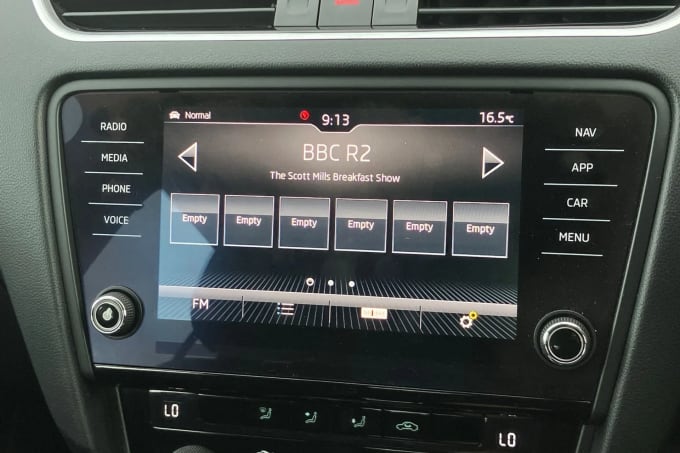 Normal
9:13
16.5°C
RADIO
MEDIA
PHONE
VOICE
NAV
APP
CAR
MENU
BBC R2
The Scott Mills Breakfast Show
Empty Empty Empty Empty Empty Empty
FM
LO
LO